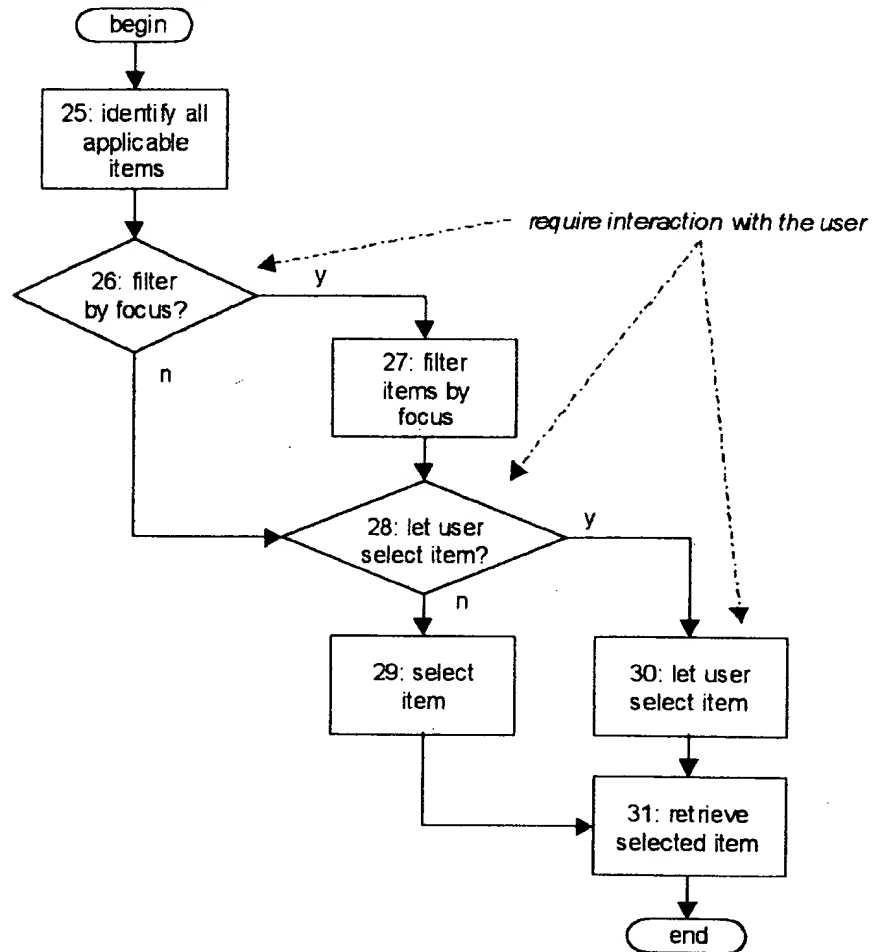 begin
25: identify all
applicable
items
require interaction with the user
26: filter
by focus?
y
n
27: filter
items by
focus
28: let user
select item?
y
n
29: select
item
30: let user
select item
31: retrieve
selected item
end